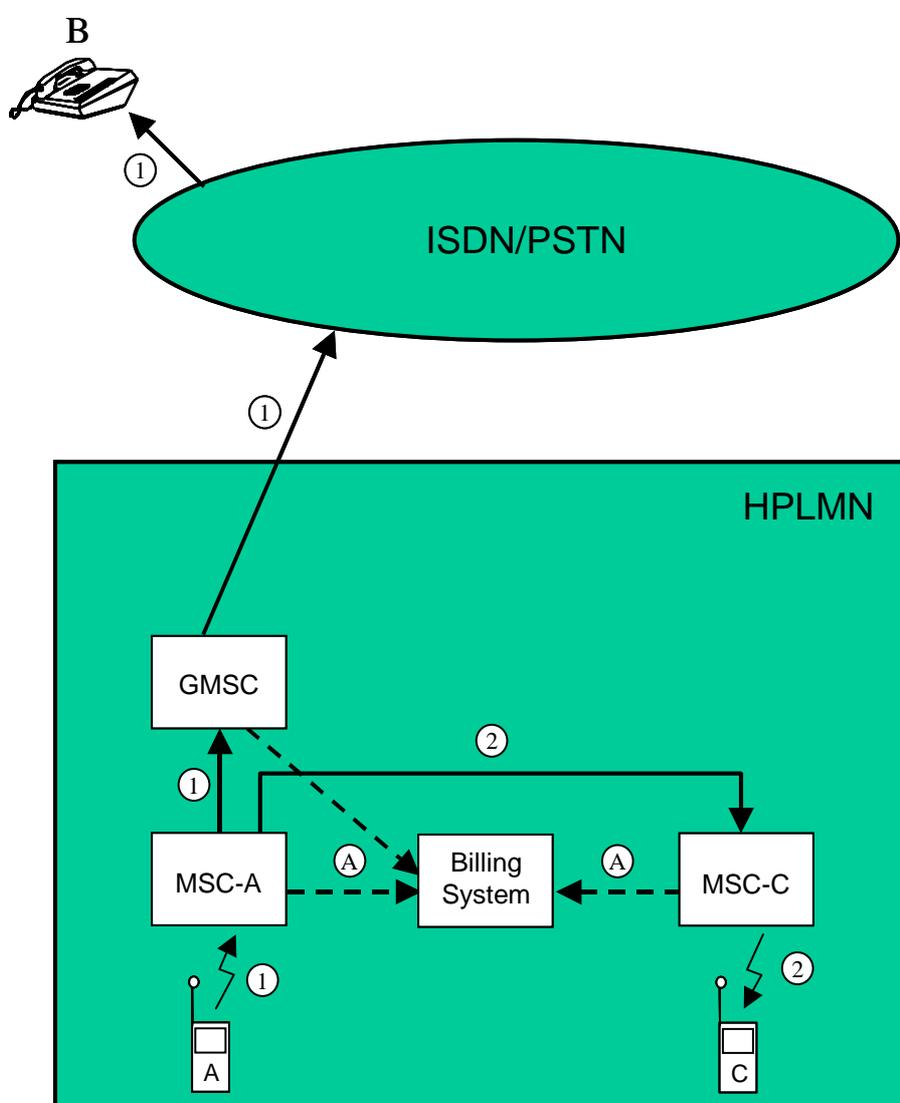 B
1
ISDN/PSTN
1
HPLMN
GMSC
2
1
MSC-A
A
Billing
System
A
MSC-C
1
2
A
C